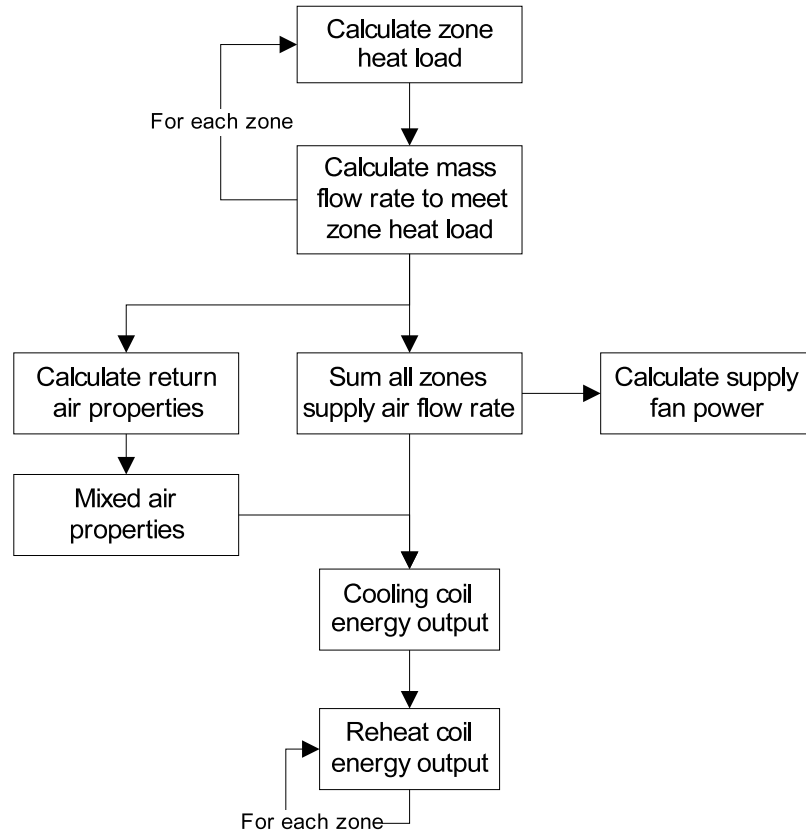 Calculate zone
heat load
For each zone
Calculate mass
flow rate to meet
zone heat load
Calculate return
air properties
Sum all zones
supply air flow rate
Calculate supply
fan power
Mixed air
properties
Cooling coil
energy output
Reheat coil
energy output
For each zone